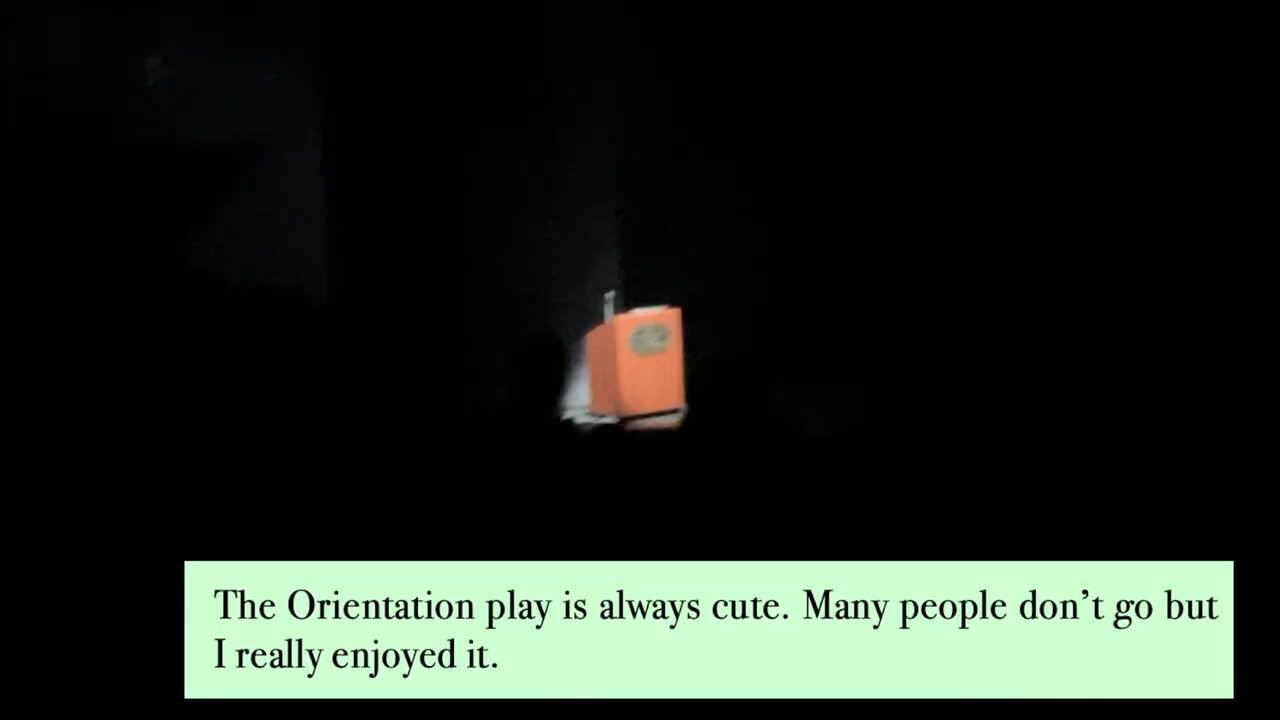 The Orientation play is always cute. Many people don't go but
I really enjoyed it.